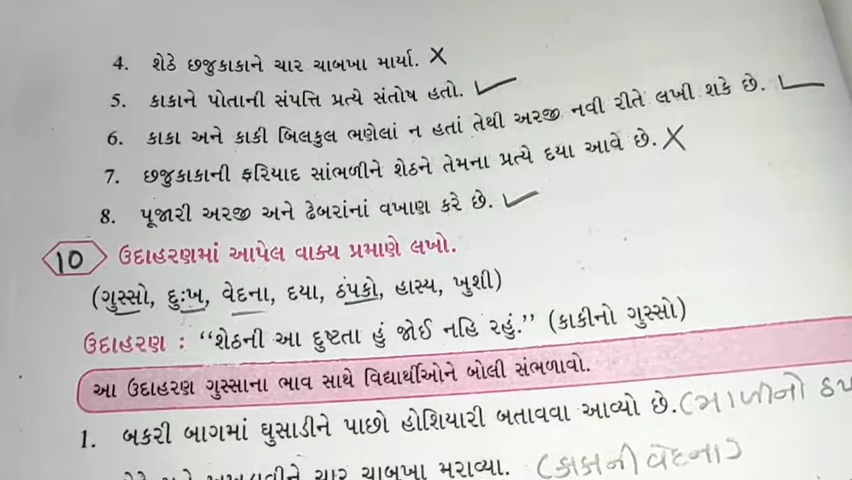 4. શેઠે છજુકાકાને ચાર ચાબખા માર્યા. X
5. કાકાને પોતાની સંપત્તિ પ્રત્યે સંતોષ હતો. ✓
6. કાકા અને કાકી બિલકુલ ભણેલાં ન હતાં તેથી અરજી નવી રીતે લખી શકે છે. ✓
7. છજુકાકાની ફરિયાદ સાંભળીને શેઠને તેમના પ્રત્યે દયા આવે છે. X
8. પૂજારી અરજી અને ઢેબરાંનાં વખાણ કરે છે. ✓
10 ઉદાહરણમાં આપેલ વાક્ય પ્રમાણે લખો.
(ગુસ્સો, દુઃખ, વેદના, દયા, ઠપકો, હાસ્ય, ખુશી)
ઉદાહરણ : “શેઠની આ દુષ્ટતા હું જોઈ નહિ રહું.” (કાકીનો ગુસ્સો)
આ ઉદાહરણ ગુસ્સાના ભાવ સાથે વિદ્યાર્થીઓને બોલી સંભળાવો.
1. બકરી બાગમાં ઘુસાડીને પાછો હોશિયારી બતાવવા આવ્યો છે. (માળીનો ઠપ
ચાર ચાબખા મરાવ્યા. (કાકાની વેદના)